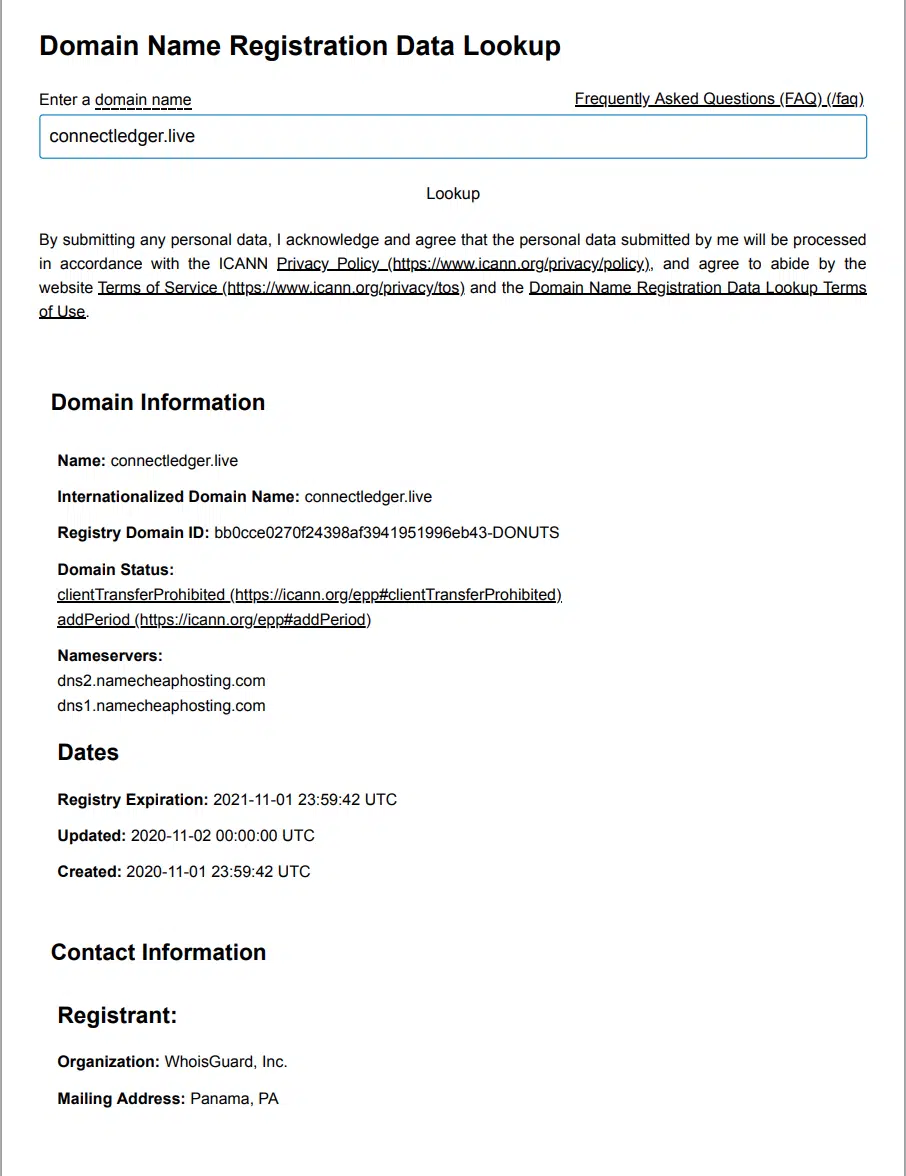 Domain Name Registration Data Lookup
Enter a domain name
Frequently Asked Questions (FAQ) (/faq)
connectledger.live
Lookup
By submitting any personal data, I acknowledge and agree that the personal data submitted by me will be processed
in accordance with the ICANN Privacy Policy (https://www.icann.org/privacy/policy), and agree to abide by the
website Terms of Service (https://www.icann.org/privacy/tos) and the Domain Name Registration Data Lookup Terms
of Use.
Domain Information
Name: connectledger.live
Internationalized Domain Name: connectledger.live
Registry Domain ID: bb0cce0270f24398af3941951996eb43-DONUTS
Domain Status:
clientTransferProhibited (https://icann.org/epp#clientTransferProhibited)
addPeriod (https://icann.org/epp#addPeriod)
Nameservers:
dns2.namecheaphosting.com
dns1.namecheaphosting.com
Dates
Registry Expiration: 2021-11-01 23:59:42 UTC
Updated: 2020-11-02 00:00:00 UTC
Created: 2020-11-01 23:59:42 UTC
Contact Information
Registrant:
Organization: WhoisGuard, Inc.
Mailing Address: Panama, PA